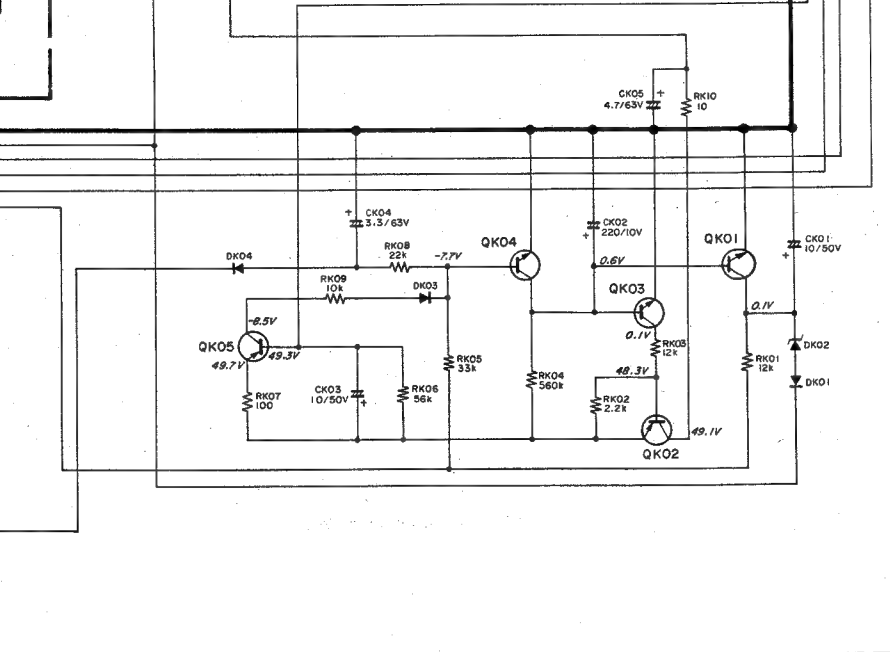 CK05
4.7/63V
+
RK10
10
+
CK04
3.3/63V
CK02
220/10V
+
QK01
CK01
10/50V
+
QK04
RK08
22k
-7.7V
0.6V
DK04
RK09
10k
DK03
QK03
0.1V
-8.5V
QK05
49.3V
49.7V
0.1V
RK03
12k
DK02
RK05
33k
RK01
12k
48.3V
RK04
560k
DK01
RK07
100
CK03
10/50V
+
RK06
56k
RK02
2.2k
49.1V
QK02